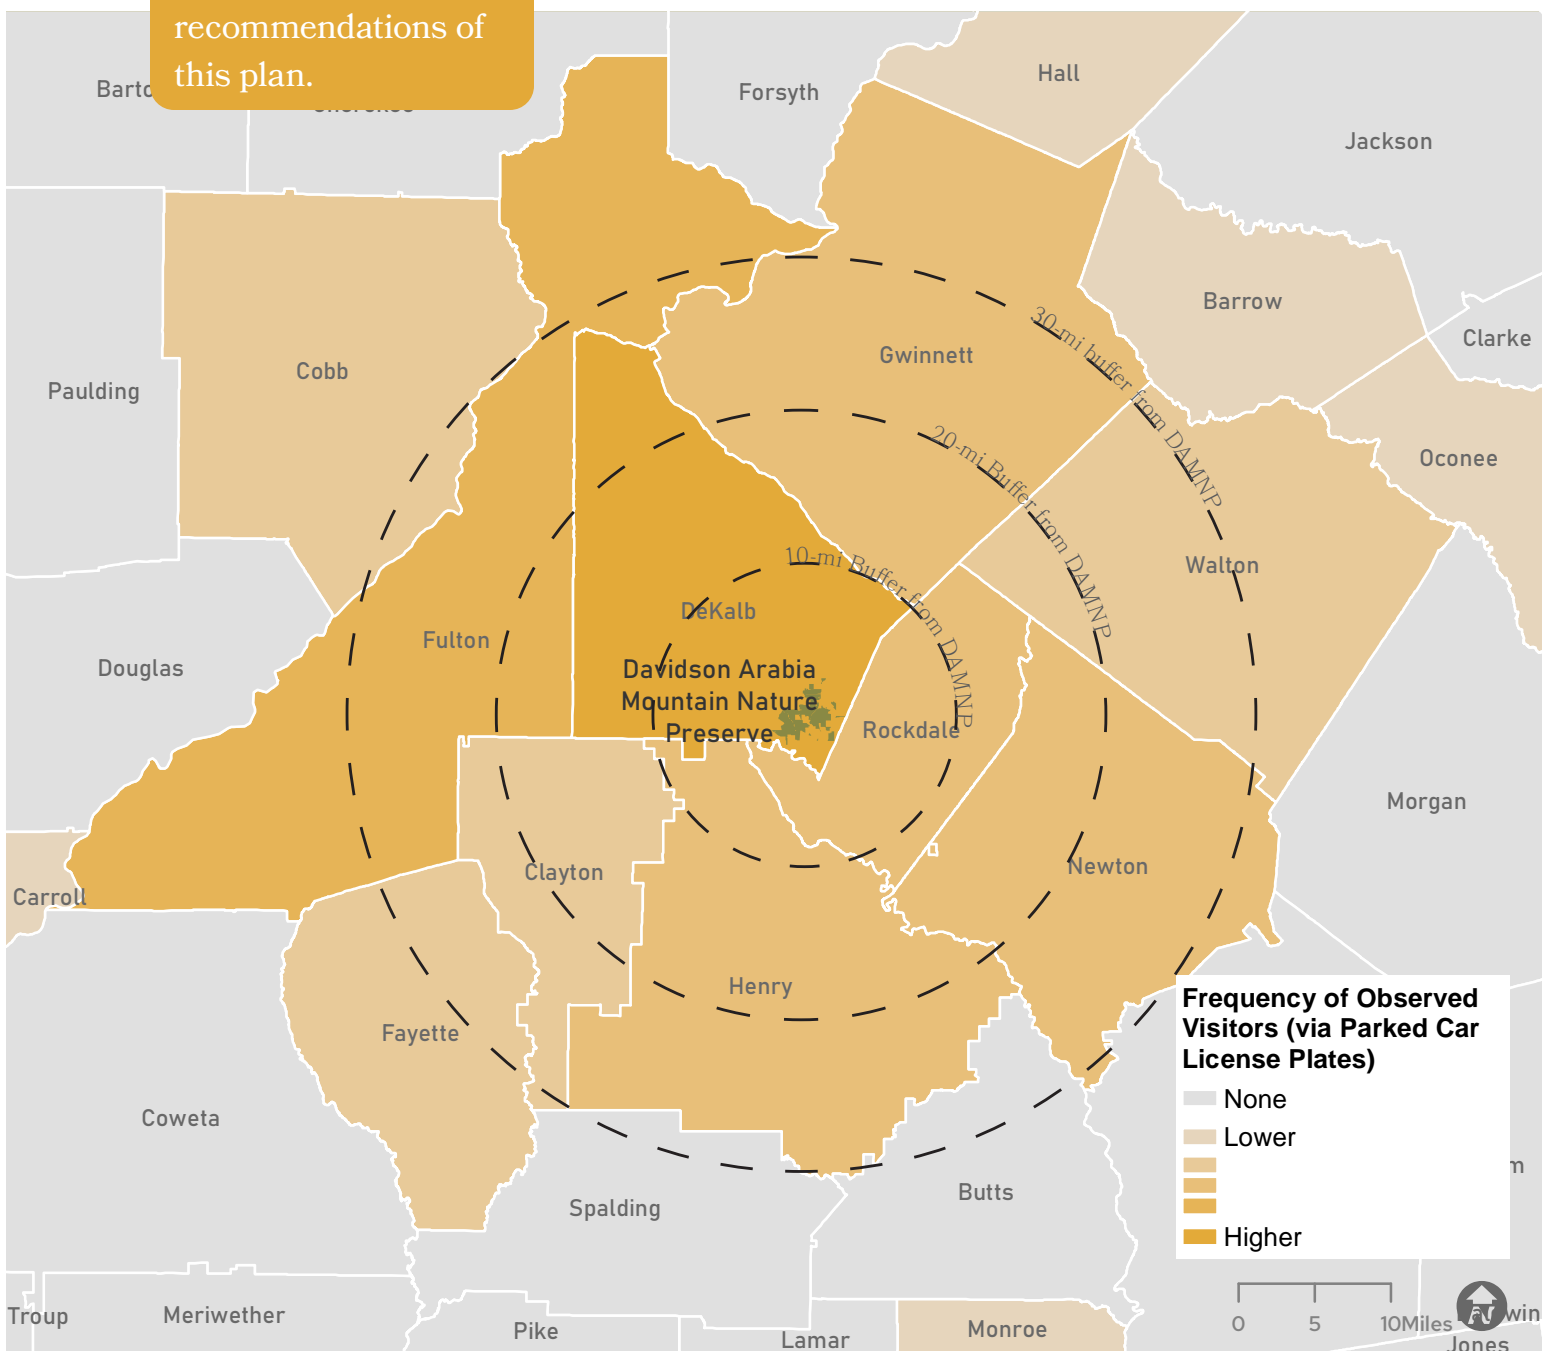 recommendations of
this plan.
Hall
Forsyth
Jackson
Barrow
Clarke
Cobb
Gwinnett
Paulding
30-mi buffer from DAMNP
20-mi Buffer from DAMNP
10-mi Buffer from DAMNP
Oconee
Walton
DeKalb
Fulton
Douglas
Davidson Arabia
Mountain Nature
Preserve
Rockdale
Morgan
Clayton
Newton
Carroll
Henry
Fayette
Coweta
Spalding
Butts
Frequency of Observed
Visitors (via Parked Car
License Plates)
None
Lower
Higher
m
Troup
Meriwether
Pike
Lamar
Monroe
0 5 10Miles
win
Jones